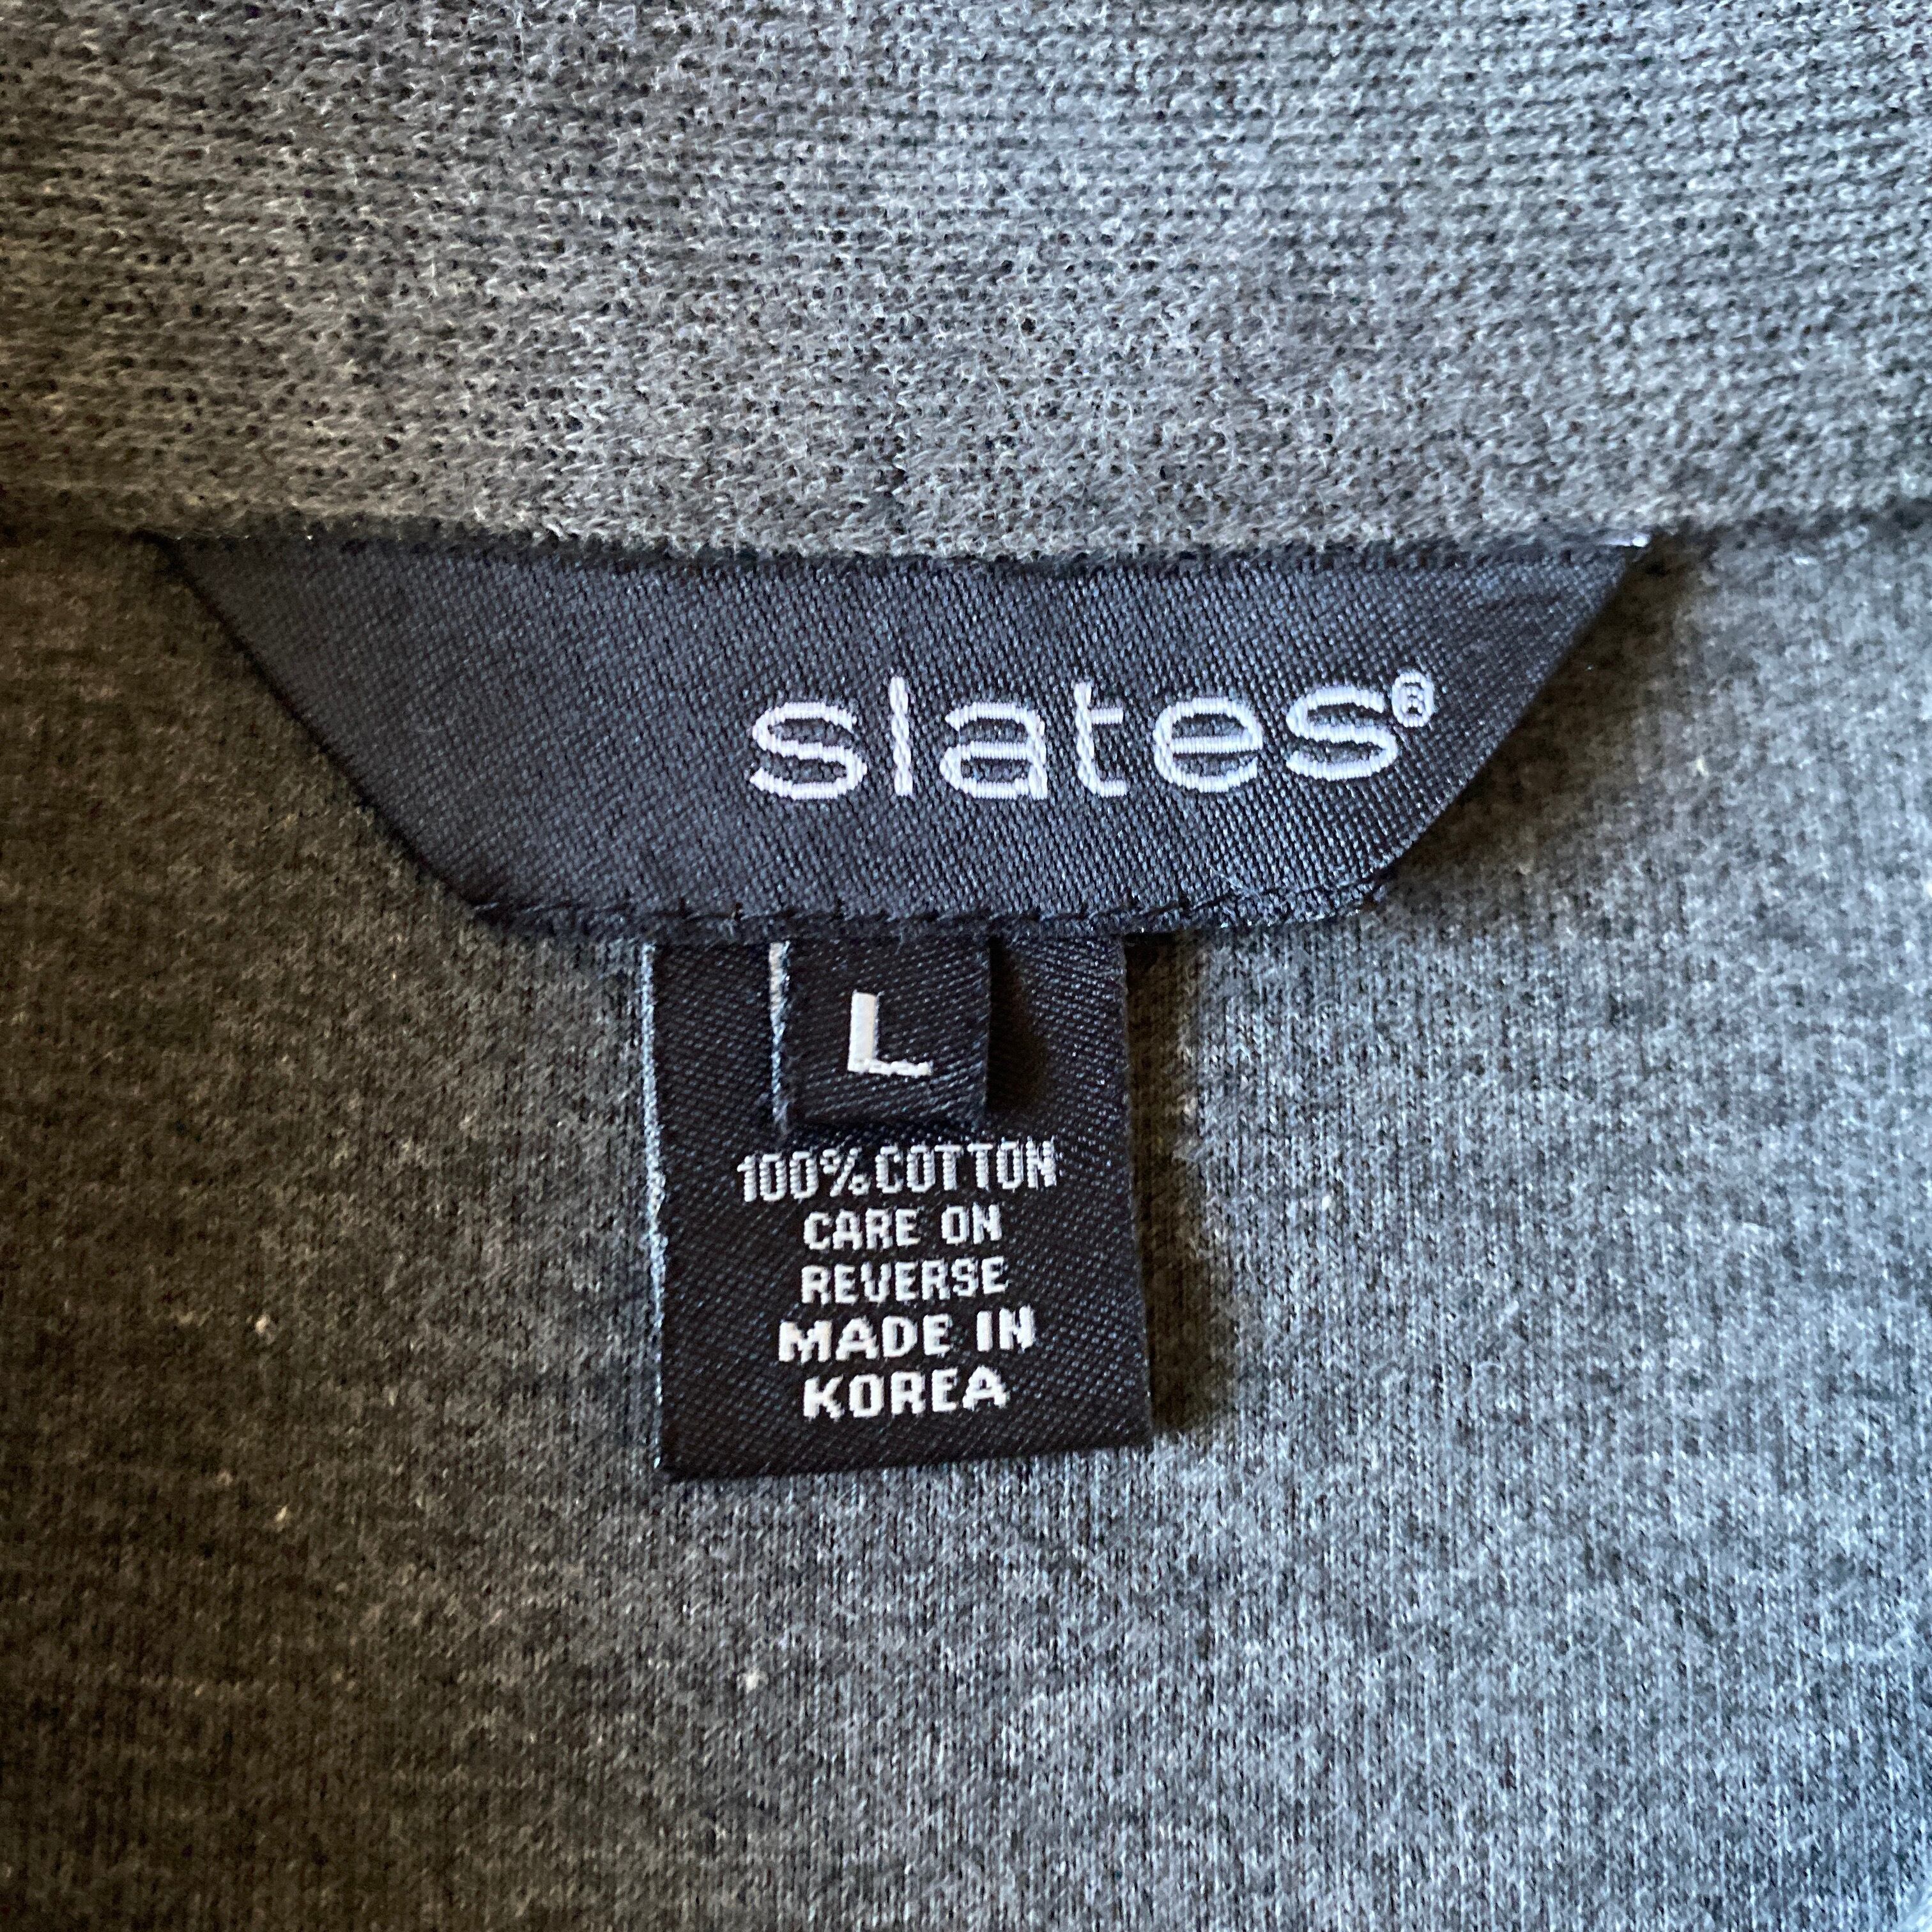 slates®
L
100% COTTON
CARE ON
REVERSE
MADE IN
KOREA